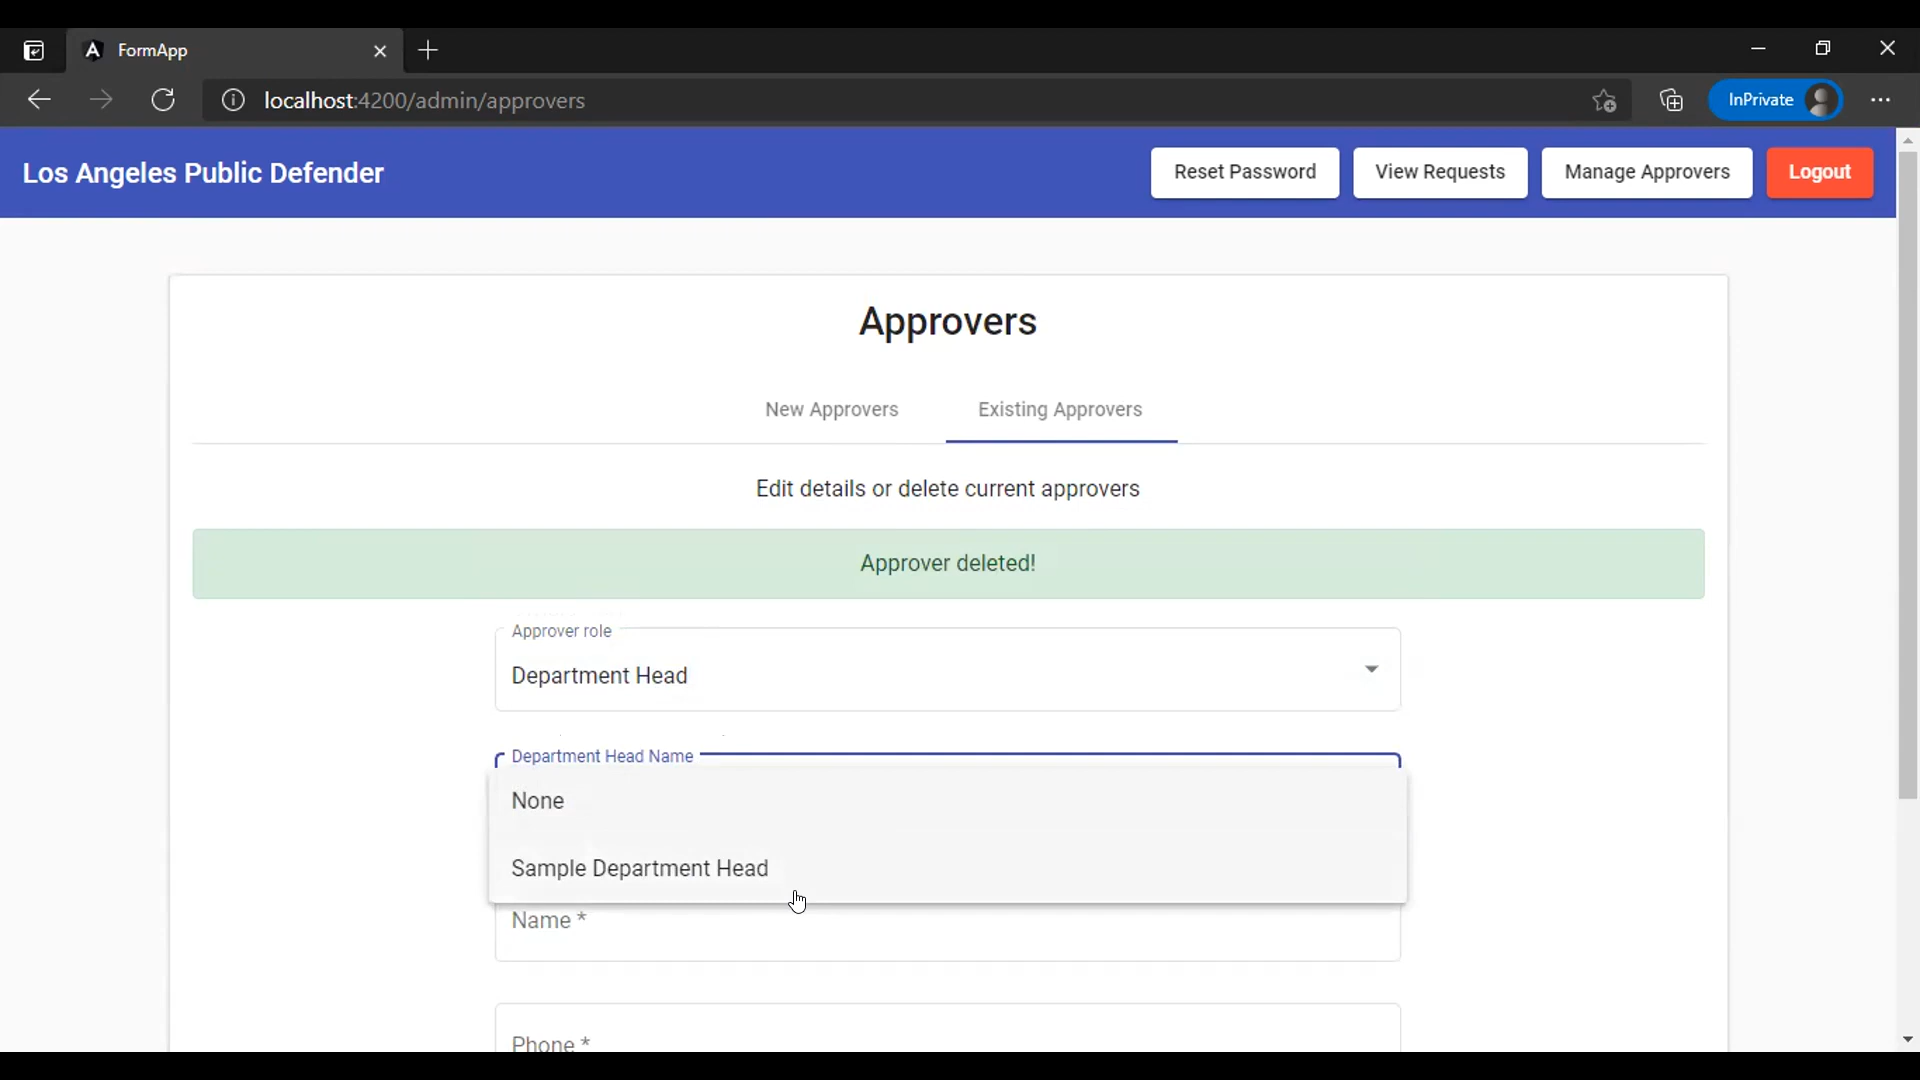 FormApp
localhost:4200/admin/approvers
InPrivate
Los Angeles Public Defender
Reset Password
View Requests
Manage Approvers
Logout
Approvers
New Approvers
Existing Approvers
Edit details or delete current approvers
Approver deleted!
Approver role
Department Head
Department Head Name
None
Sample Department Head
Name *
Phone *